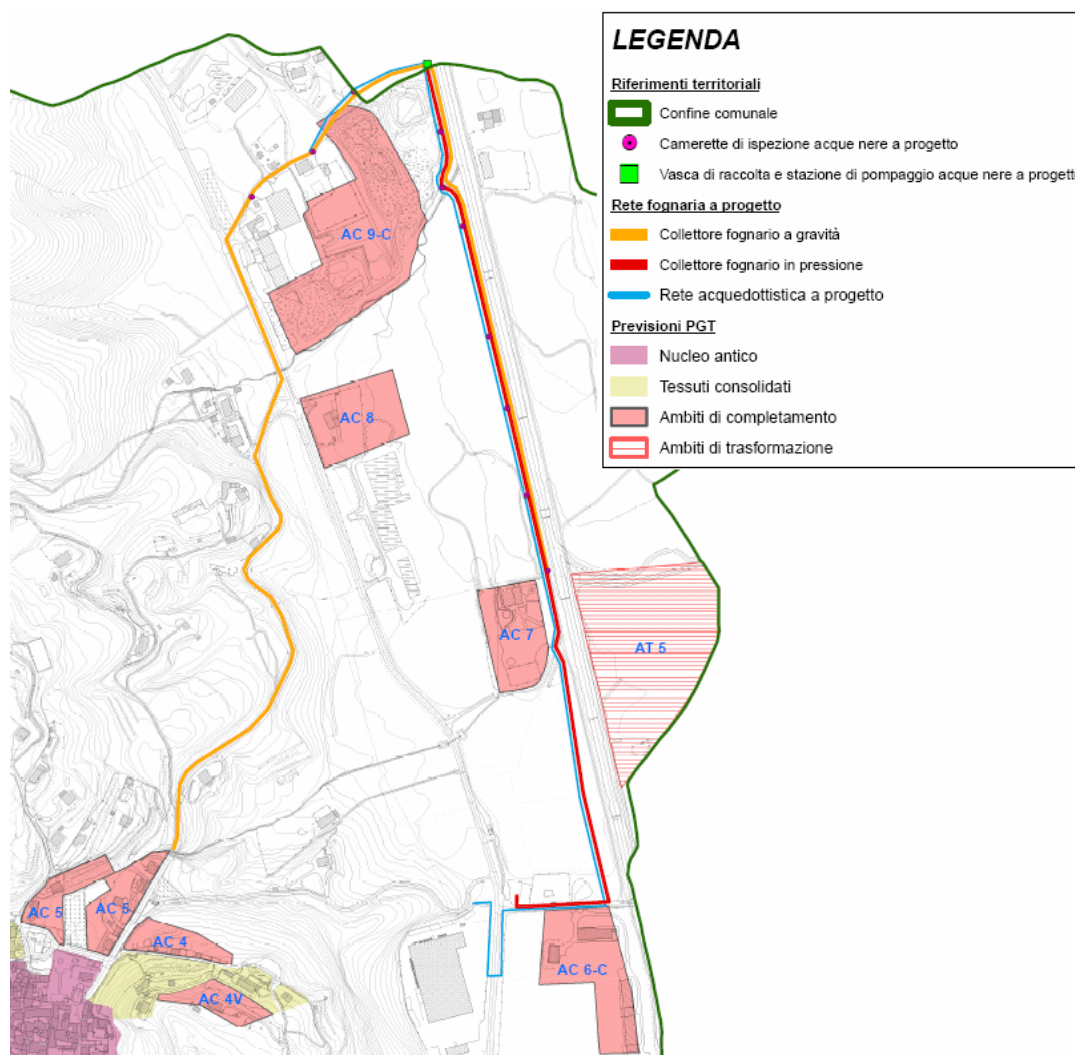 LEGENDA
Riferimenti territoriali
Confine comunale
Camerette di ispezione acque nere a progetto
Vasca di raccolta e stazione di pompaggio acque nere a progett
Rete fognaria a progetto
Collettore fognario a gravità
Collettore fognario in pressione
Rete acquedottistica a progetto
Previsioni PGT
Nucleo antico
Tessuti consolidati
Ambiti di completamento
Ambiti di trasformazione
AC 9-C
AC 8
AC 7
AT 5
AC 5
AC 5
AC 4
AC 4V
AC 6-C